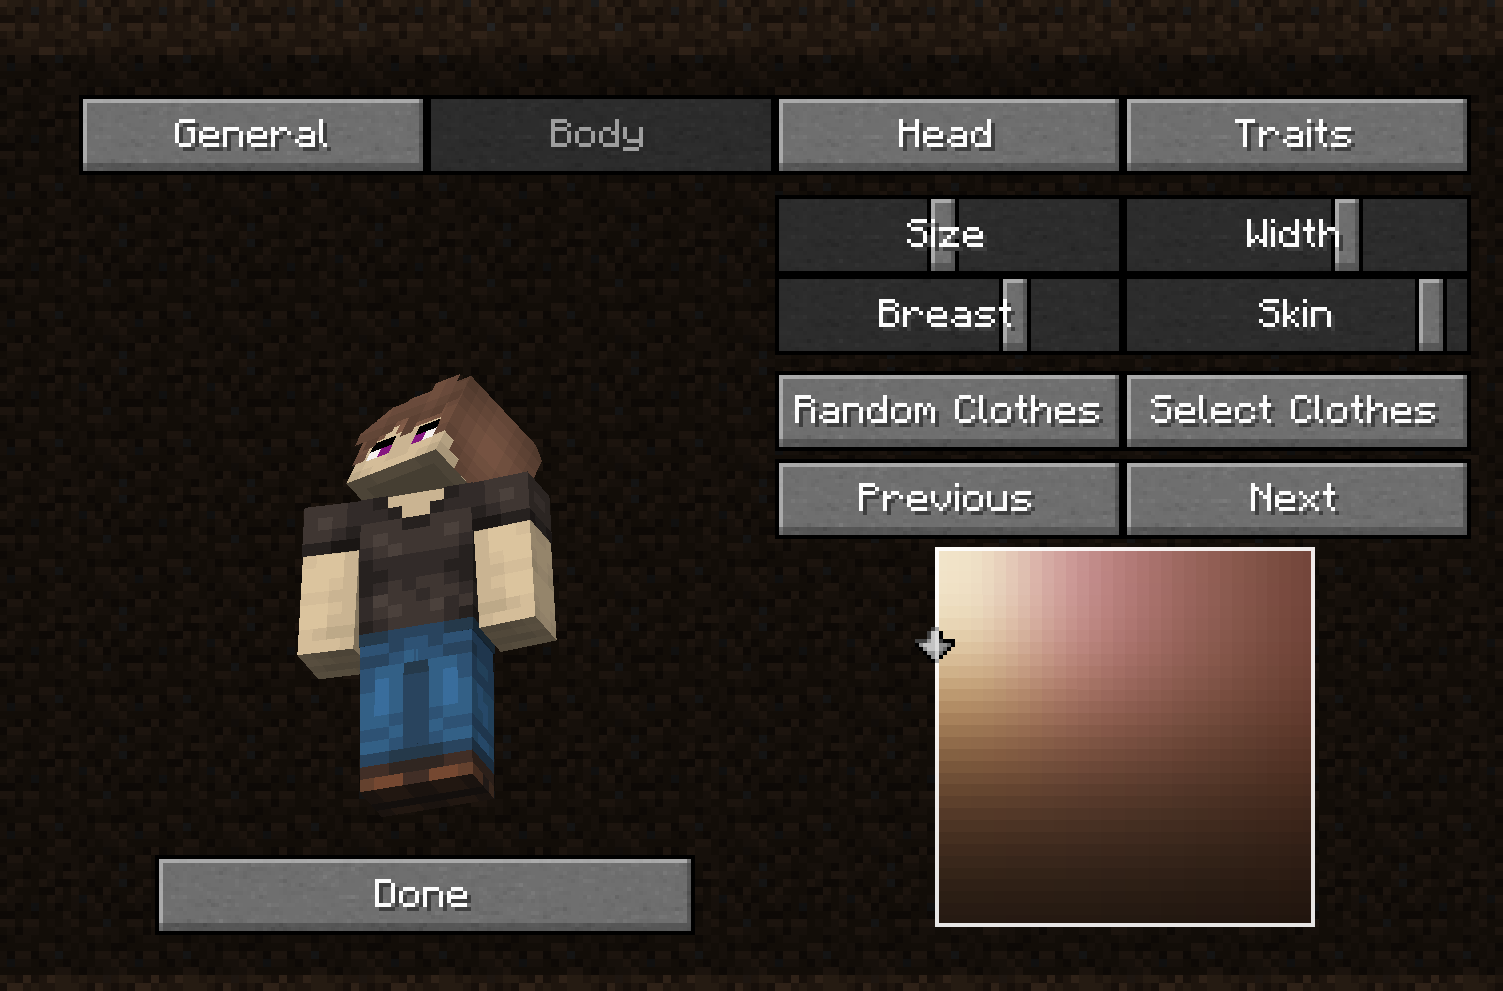 General
Body
Head
Traits
Size
Width
Breast
Skin
Random Clothes
Select Clothes
Previous
Next
Done